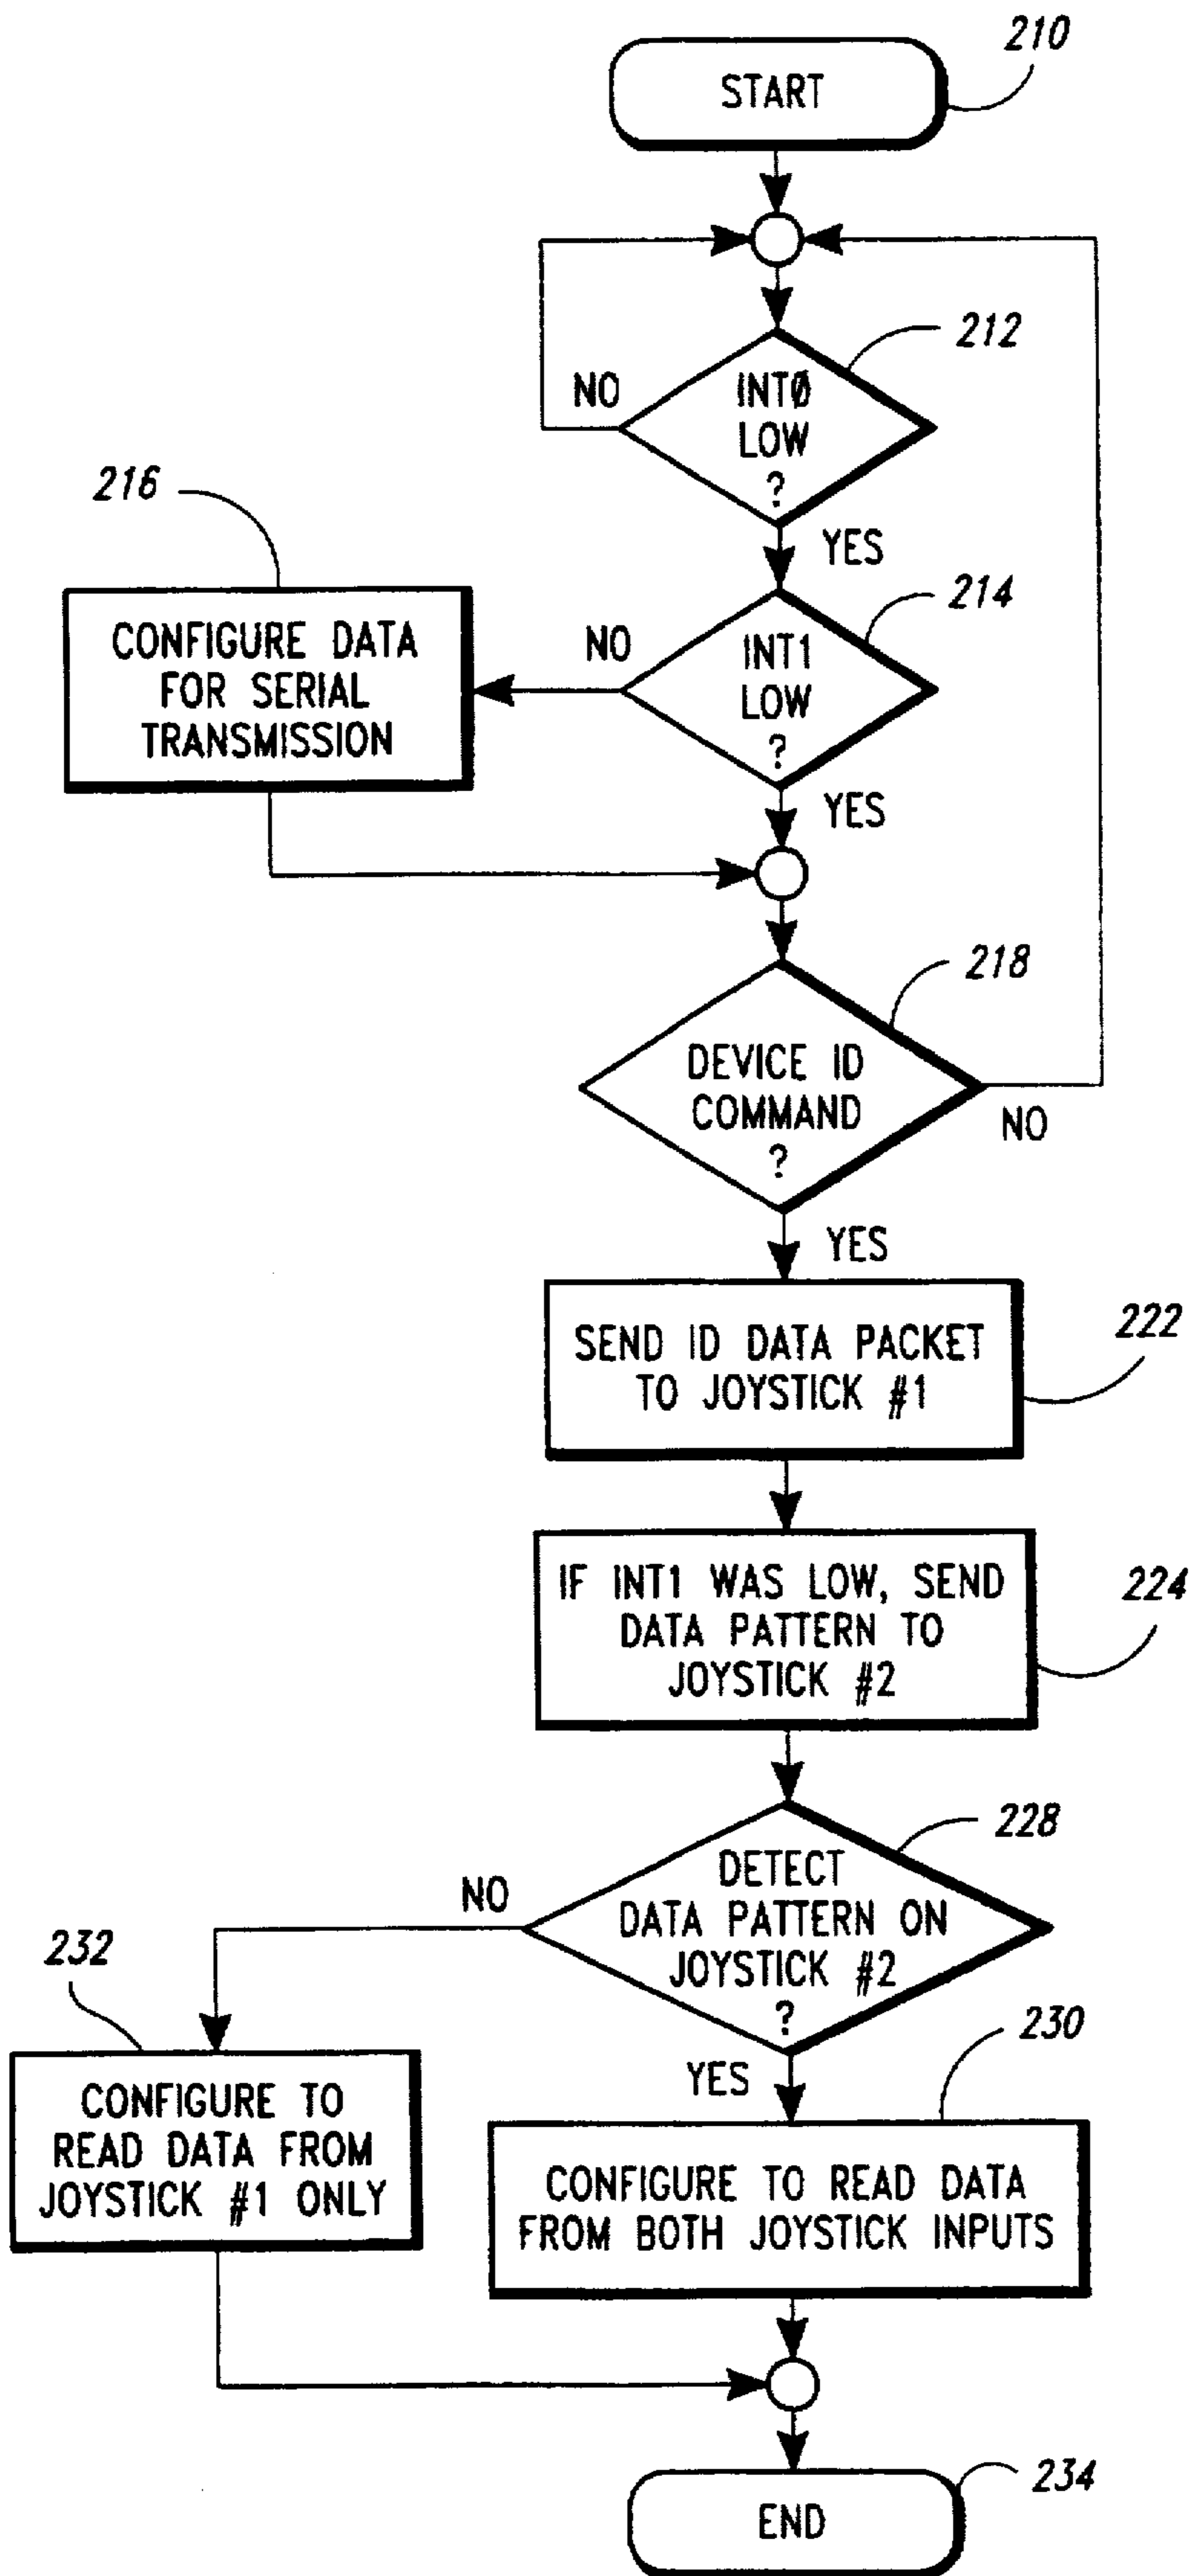 210
START
212
NO
INTØ
LOW
?
216
YES
214
CONFIGURE DATA
FOR SERIAL
TRANSMISSION
NO
INT1
LOW
?
YES
218
DEVICE ID
COMMAND
?
NO
YES
SEND ID DATA PACKET
TO JOYSTICK #1
222
IF INT1 WAS LOW, SEND
DATA PATTERN TO
JOYSTICK #2
224
228
NO
DETECT
DATA PATTERN ON
JOYSTICK #2
?
232
230
YES
CONFIGURE TO
READ DATA FROM
JOYSTICK #1 ONLY
CONFIGURE TO READ DATA
FROM BOTH JOYSTICK INPUTS
234
END